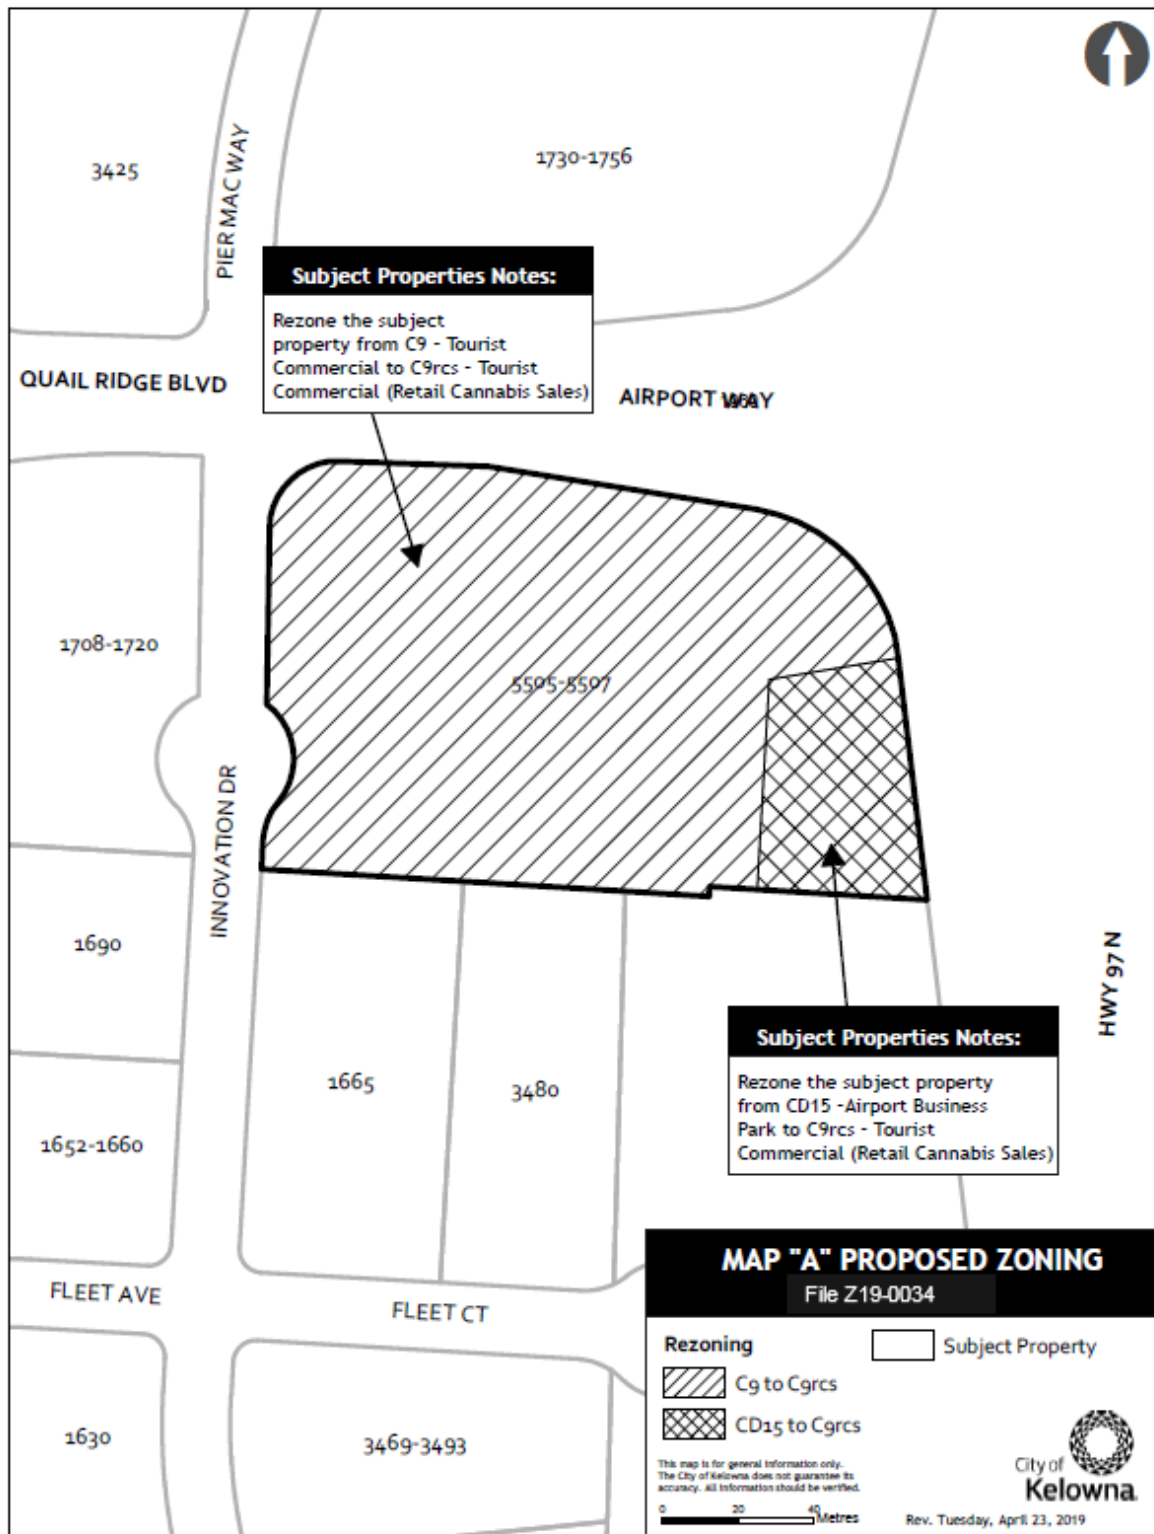 3425
PIER MAC WAY
1730-1756
Subject Properties Notes:
Rezone the subject
property from C9 - Tourist
Commercial to C9rcs - Tourist
Commercial (Retail Cannabis Sales)
QUAIL RIDGE BLVD
AIRPORT WAY
1708-1720
5505-5507
INNOVATION DR
1690
HWY 97 N
Subject Properties Notes:
Rezone the subject property
from CD15 -Airport Business
Park to C9rcs - Tourist
Commercial (Retail Cannabis Sales)
1665
3480
1652-1660
FLEET AVE
FLEET CT
1630
3469-3493
MAP "A" PROPOSED ZONING
File Z19-0034
Rezoning
Subject Property
C9 to C9rcs
CD15 to C9rcs
This map is for general information only.
The City of Kelowna does not guarantee its
accuracy. All information should be verified.
0 20 40 Metres
City of
Kelowna
Rev. Tuesday, April 23, 2019